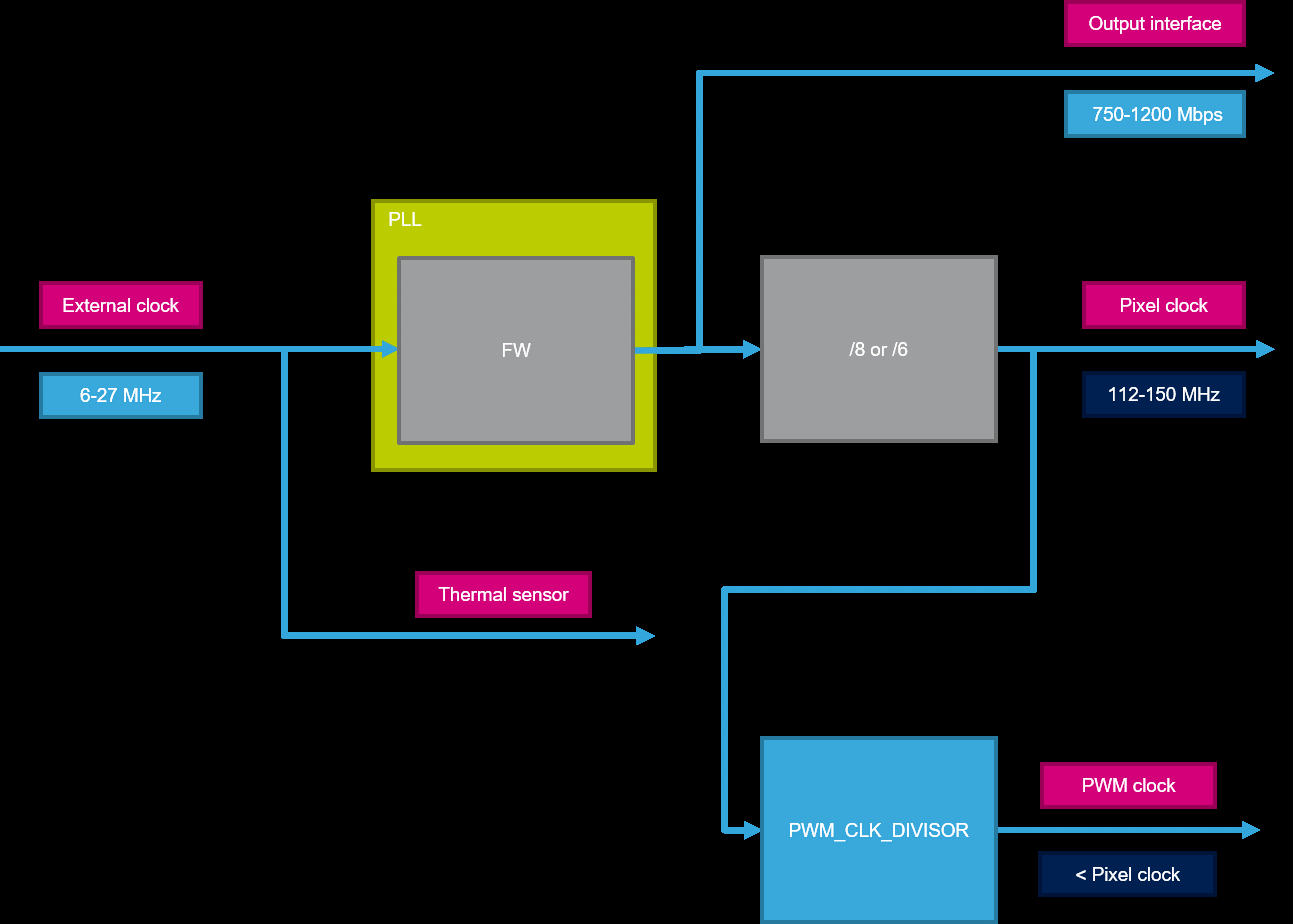 Output interface
750-1200 Mbps
PLL
External clock
6-27 MHz
FW
/8 or /6
Pixel clock
112-150 MHz
Thermal sensor
PWM_CLK_DIVISOR
PWM clock
< Pixel clock